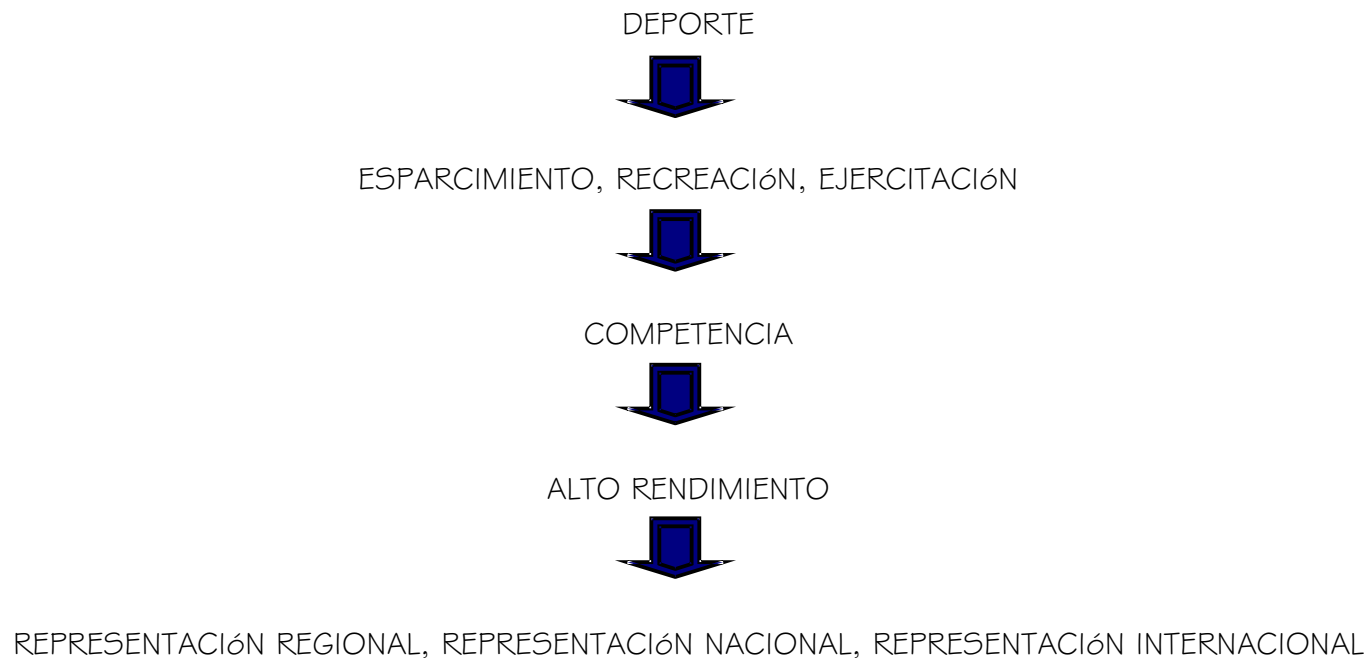 DEPORTE
ESPARCIMIENTO, RECREACIóN, EJERCITACIóN
COMPETENCIA
ALTO RENDIMIENTO
REPRESENTACIóN REGIONAL, REPRESENTACIóN NACIONAL, REPRESENTACIóN INTERNACIONAL